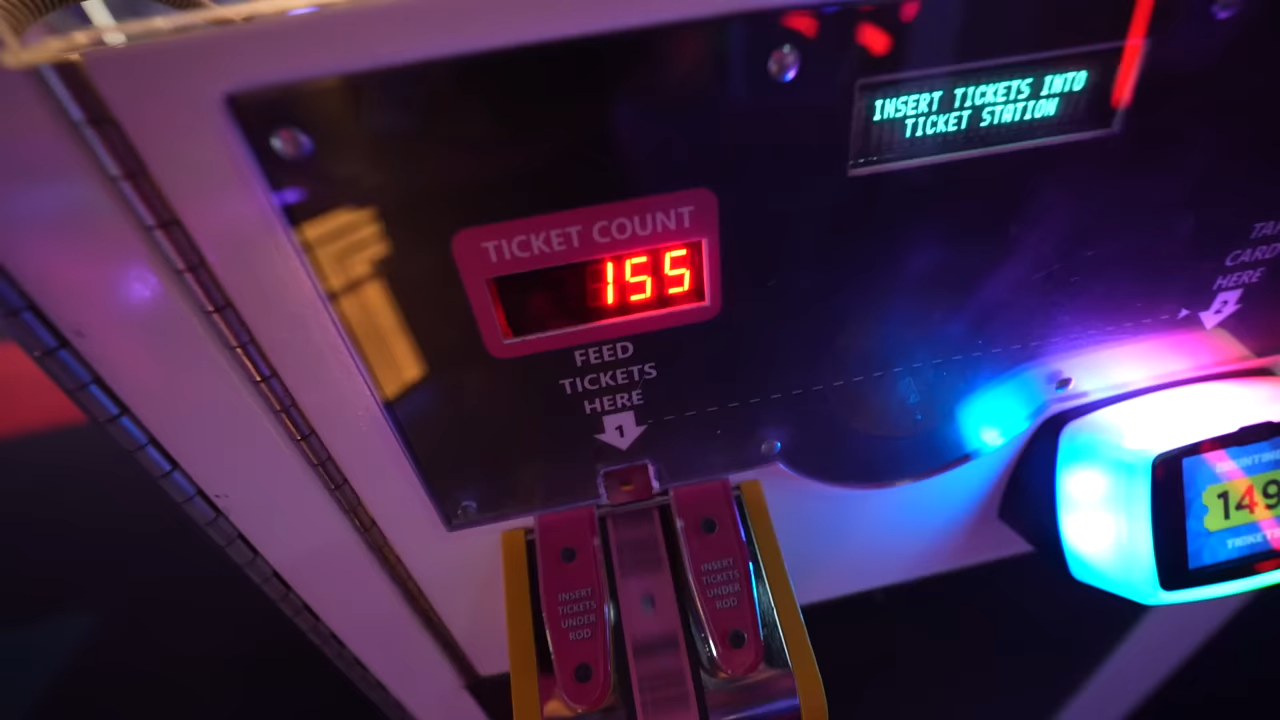 INSERT TICKETS INTO
TICKET STATION
TICKET COUNT
155
FEED
TICKETS
HERE
1
CARD
HERE
2
149
TICKETS
INSERT
TICKETS
UNDER
ROD
INSERT
TICKETS
UNDER
ROD